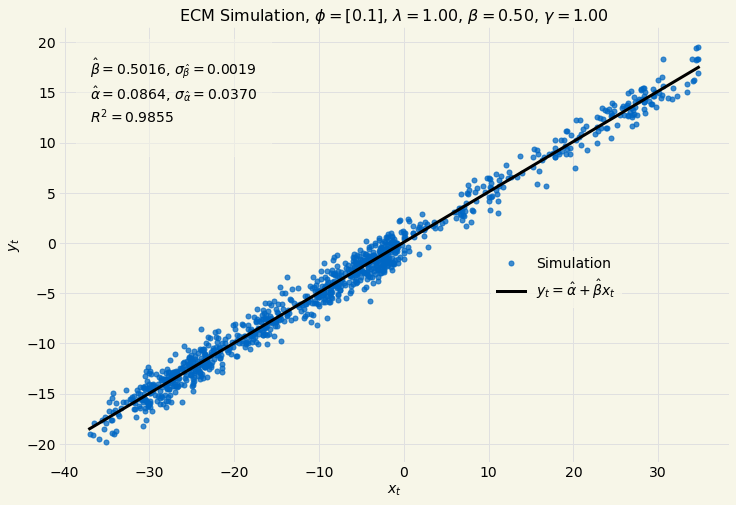 ECM Simulation, ϕ = [0.1], λ = 1.00, β = 0.50, γ = 1.00
β̂ = 0.5016, σ_β̂ = 0.0019
α̂ = 0.0864, σ_α̂ = 0.0370
R² = 0.9855
y_t
20
15
10
5
0
−5
−10
−15
−20
Simulation
y_t = α̂ + β̂x_t
−40 −30 −20 −10 0 10 20 30
x_t